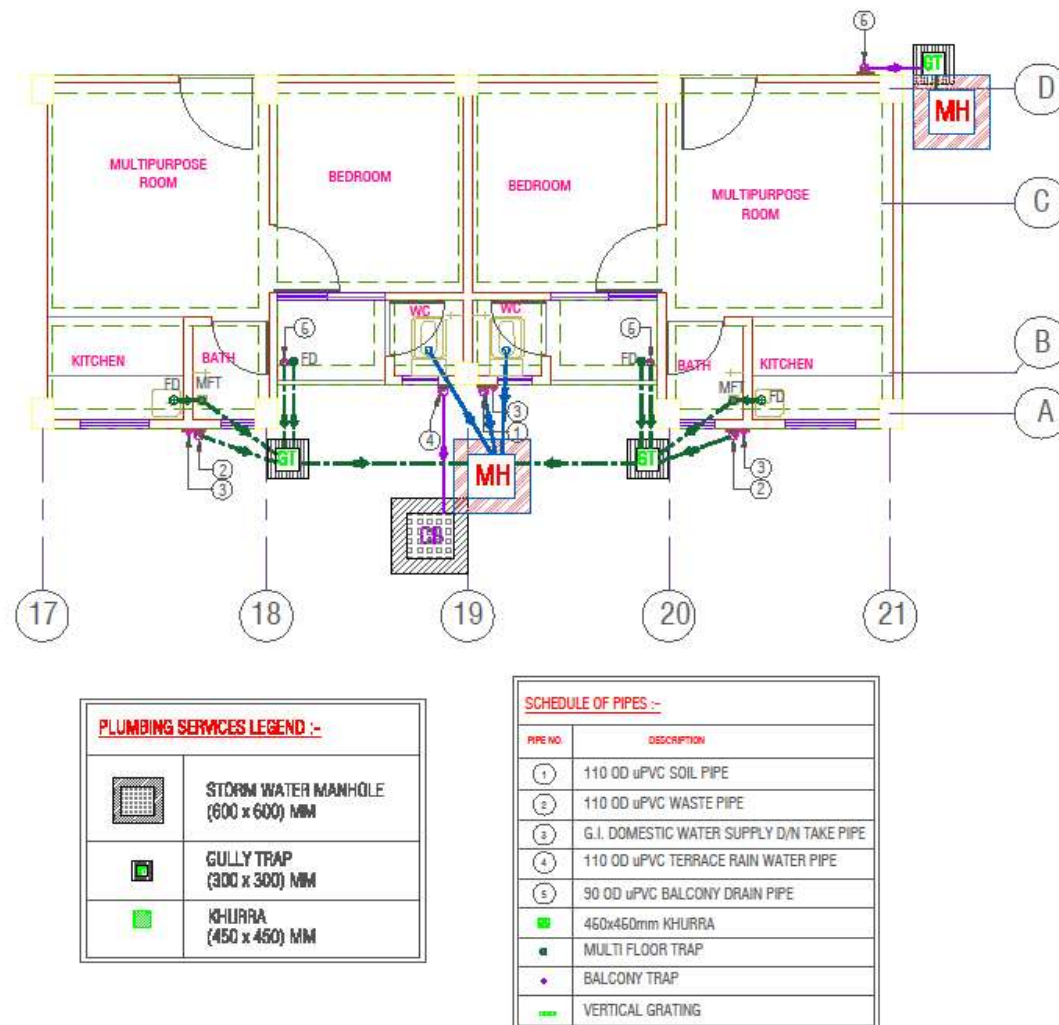 5
GT
D
MH
MULTIPURPOSE
ROOM
BEDROOM
BEDROOM
MULTIPURPOSE
ROOM
C
WC
WC
5
FD
5
FD
KITCHEN
BATH
BATH
KITCHEN
B
FD
MFT
MFT
FD
A
4
3
1
2
3
3
2
GT
MH
GT
CB
17
18
19
20
21
PLUMBING SERVICES LEGEND :-
STORM WATER MANHOLE
(600 x 600) MM
GULLY TRAP
(300 x 300) MM
KHURRA
(450 x 450) MM
SCHEDULE OF PIPES :-
PIPE NO. DESCRIPTION
1 110 OD uPVC SOIL PIPE
2 110 OD uPVC WASTE PIPE
3 G.I. DOMESTIC WATER SUPPLY D/N TAKE PIPE
4 110 OD uPVC TERRACE RAIN WATER PIPE
5 90 OD uPVC BALCONY DRAIN PIPE
450x450mm KHURRA
MULTI FLOOR TRAP
BALCONY TRAP
VERTICAL GRATING